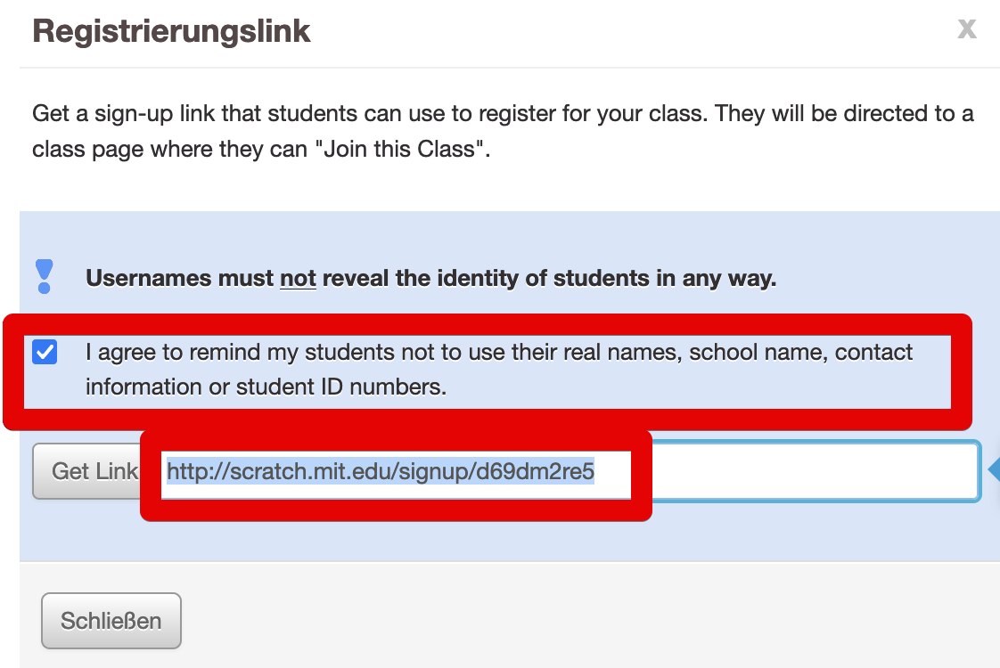 Registrierungslink
x
Get a sign-up link that students can use to register for your class. They will be directed to a
class page where they can "Join this Class".
Usernames must not reveal the identity of students in any way.
I agree to remind my students not to use their real names, school name, contact
information or student ID numbers.
Get Link http://scratch.mit.edu/signup/d69dm2re5
Schließen